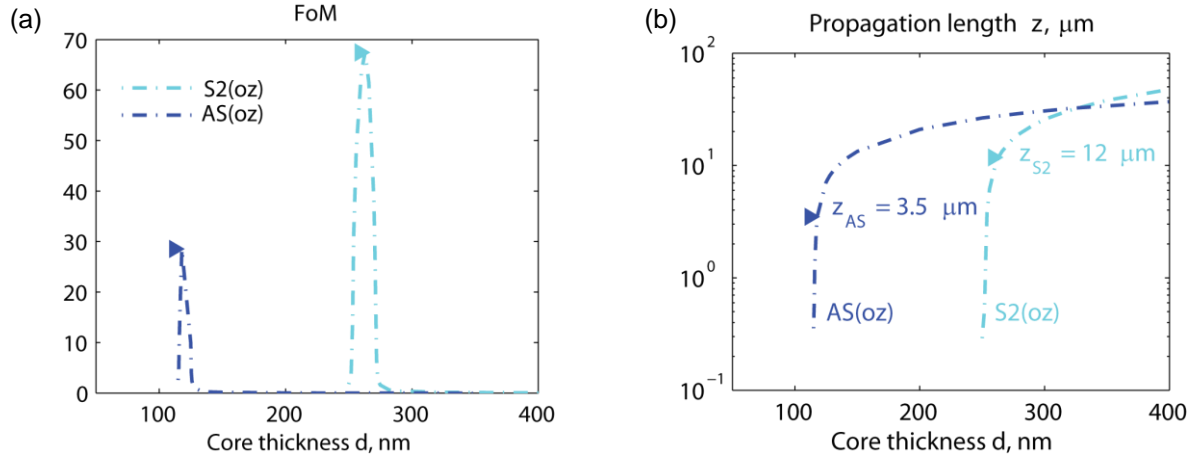 (a)
FoM
70
60
50
40
30
20
10
0
S2(oz)
AS(oz)
100 200 300 400
Core thickness d, nm
(b)
Propagation length z, μm
10²
10¹
10⁰
10⁻¹
z_S2 = 12 μm
z_AS = 3.5 μm
AS(oz) S2(oz)
100 200 300 400
Core thickness d, nm